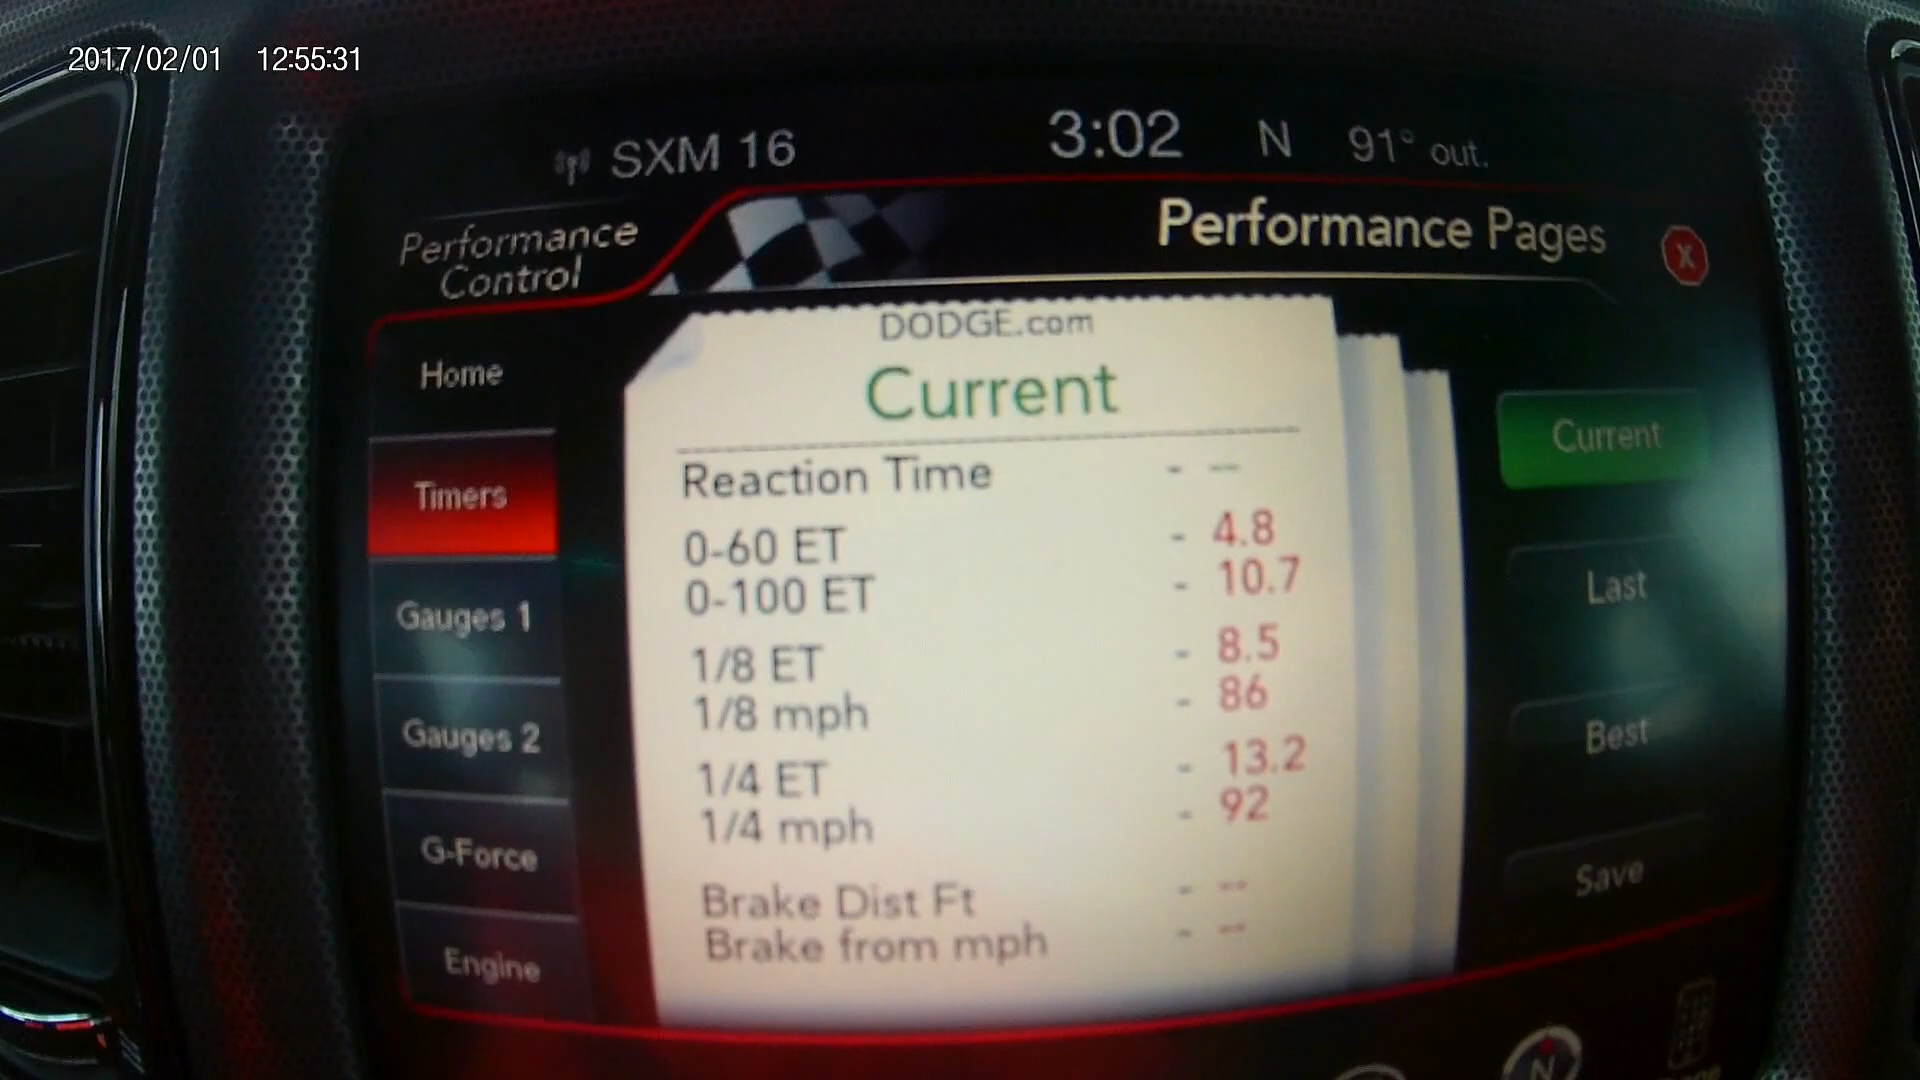 2017/02/01 12:55:31
SXM 16 3:02 N 91° out.
Performance
Control
Performance Pages
X
DODGE.com
Current
Home
Timers
Gauges 1
Gauges 2
G-Force
Engine
Reaction Time - --
0-60 ET - 4.8
0-100 ET - 10.7
1/8 ET - 8.5
1/8 mph - 86
1/4 ET - 13.2
1/4 mph - 92
Brake Dist Ft - --
Brake from mph - --
Current
Last
Best
Save
N